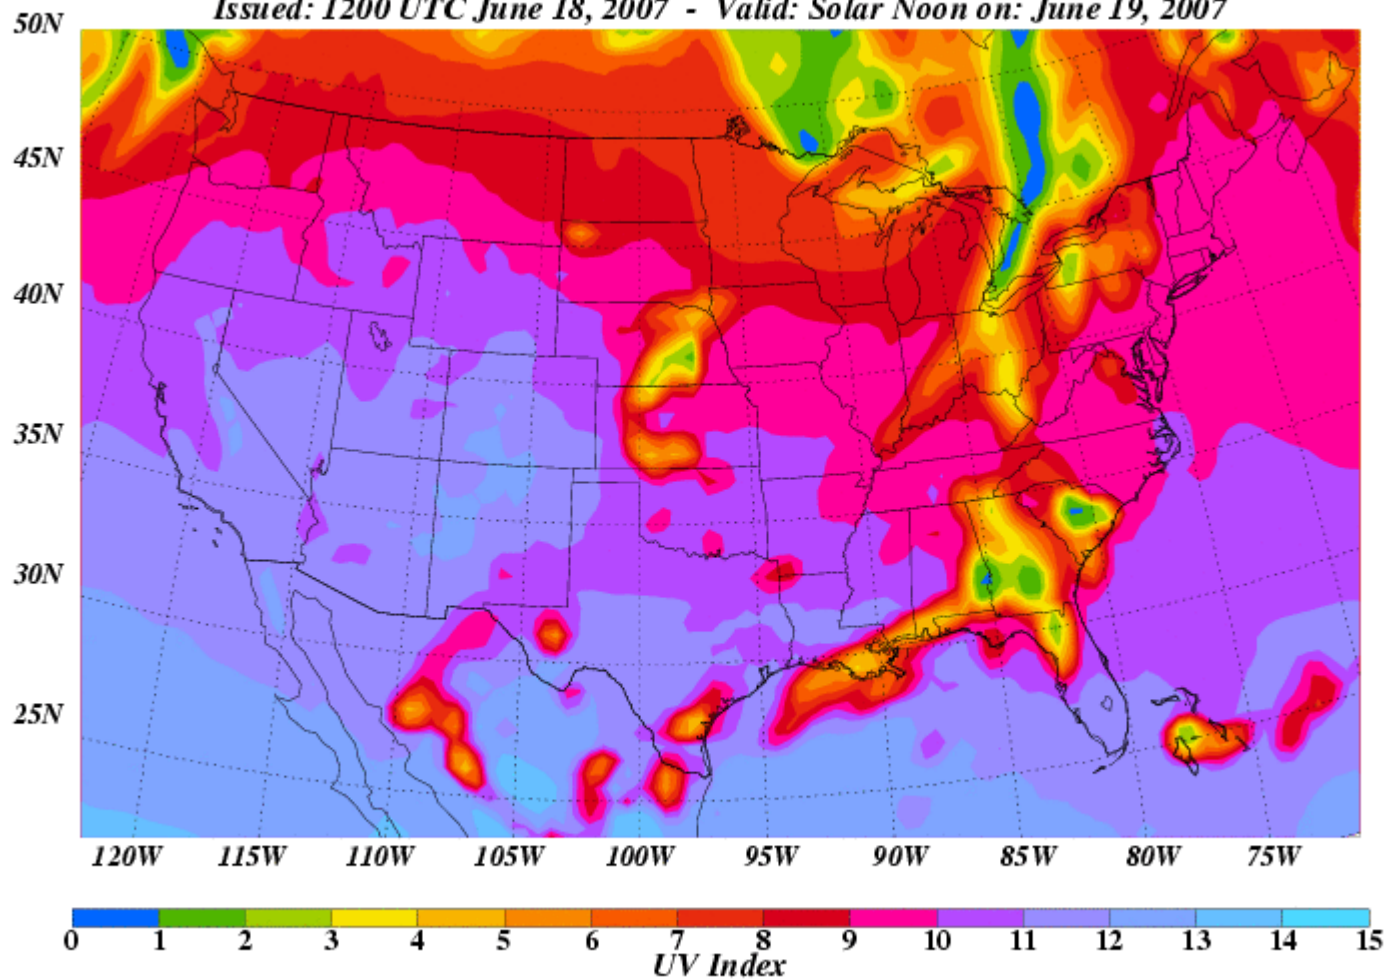 Issued: 1200 UTC June 18, 2007 - Valid: Solar Noon on: June 19, 2007
50N
45N
40N
35N
30N
25N
120W 115W 110W 105W 100W 95W 90W 85W 80W 75W
0 1 2 3 4 5 6 7 8 9 10 11 12 13 14 15
UV Index